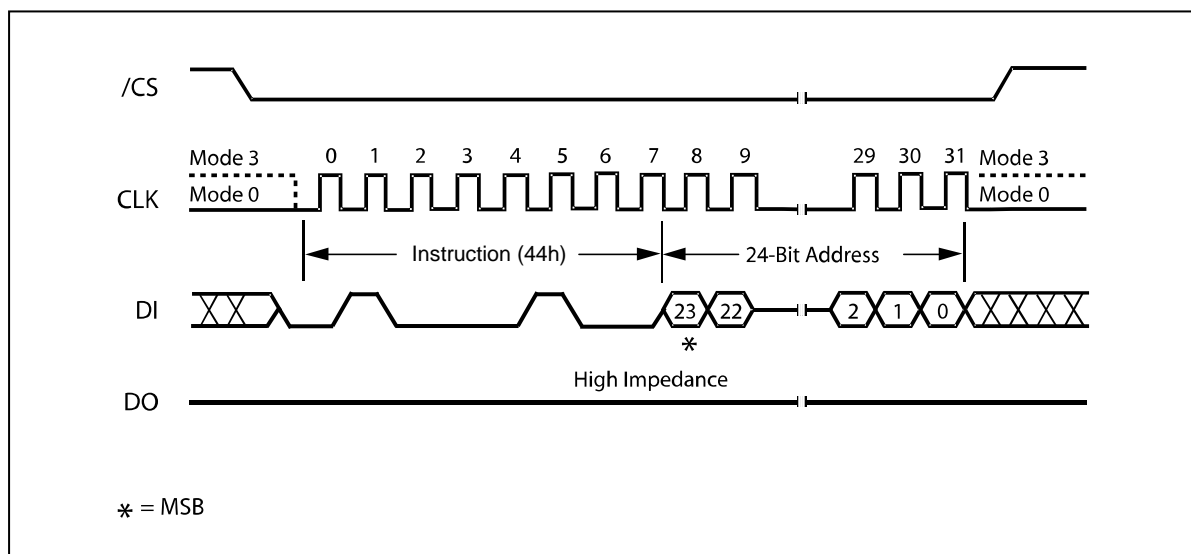 /CS
Mode 3 0 1 2 3 4 5 6 7 8 9 29 30 31 Mode 3
CLK Mode 0 Mode 0
Instruction (44h) 24-Bit Address
DI 23 22 2 1 0
*
High Impedance
DO
* = MSB